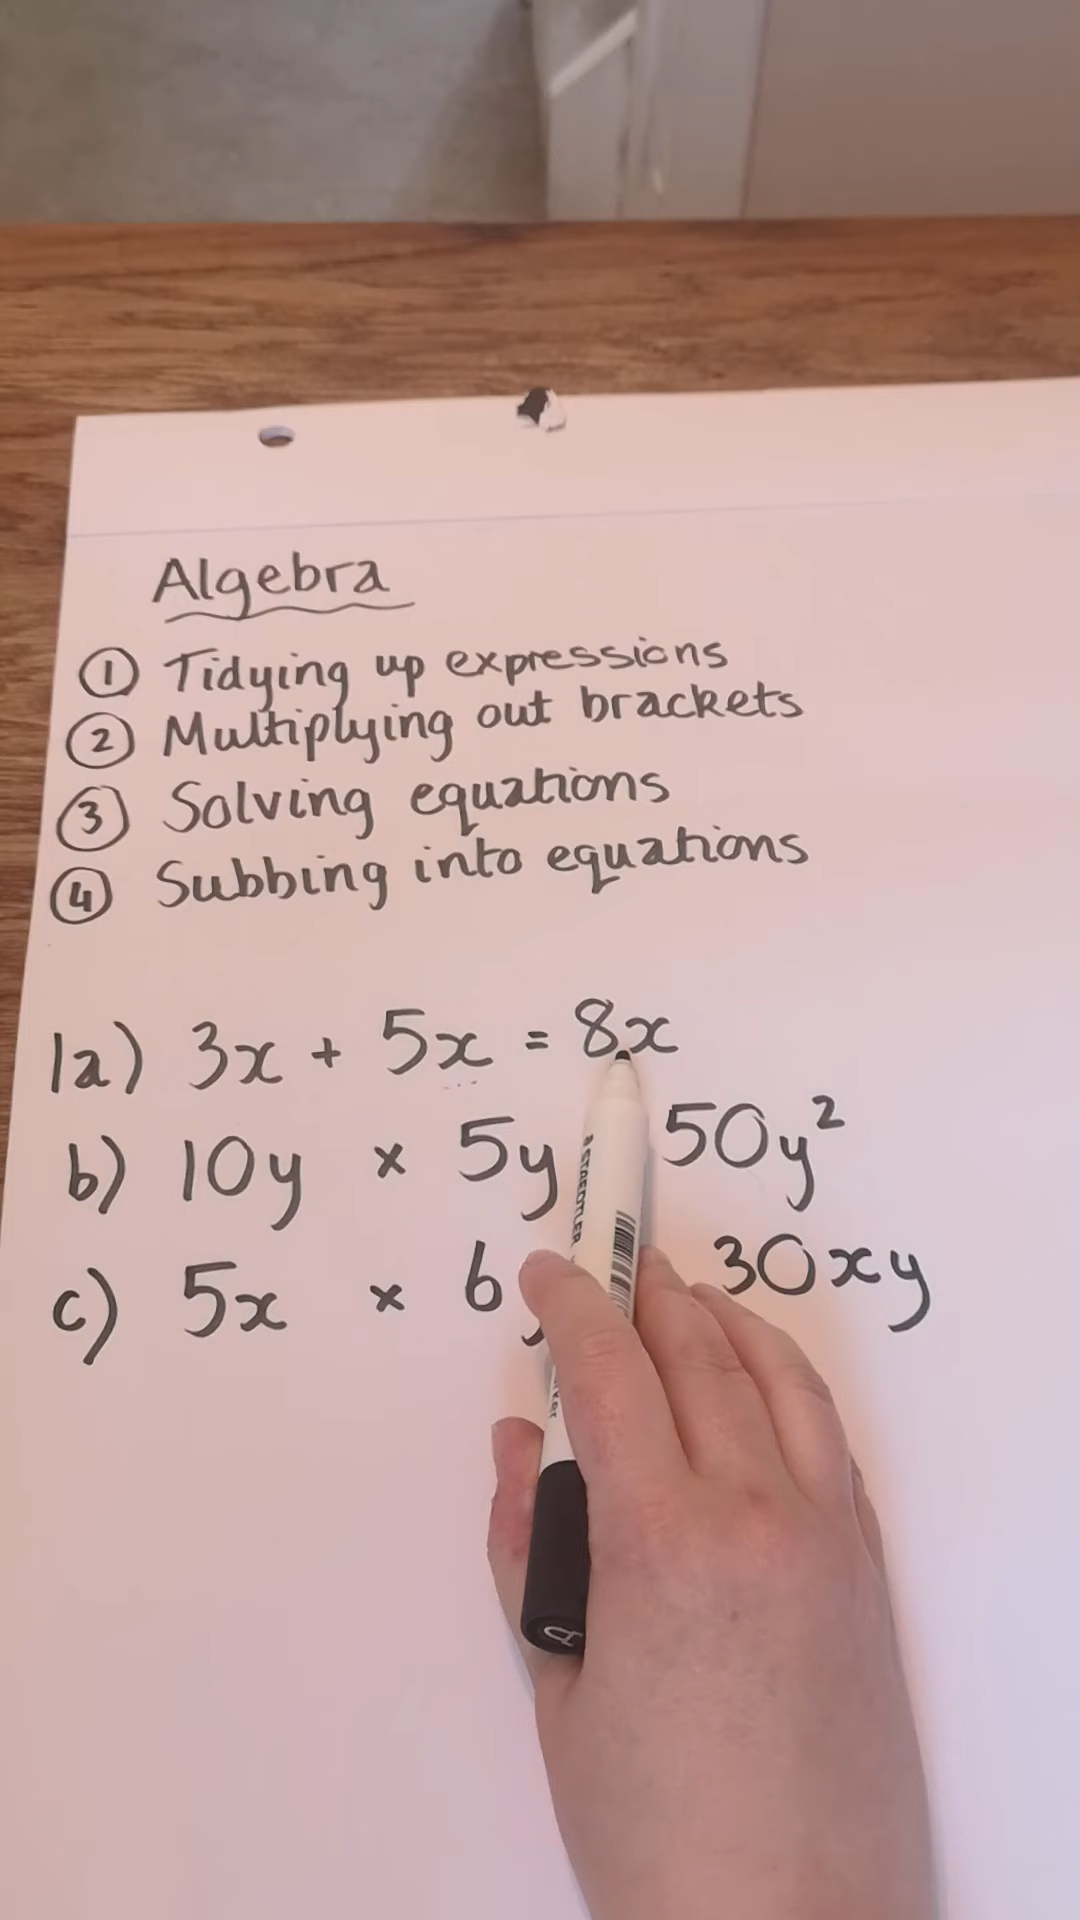 Algebra
① Tidying up expressions
② Multiplying out brackets
③ Solving equations
④ Subbing into equations
1a) 3x + 5x = 8x
b) 10y × 5y 50y²
c) 5x × 6 30xy
STAEDTLER